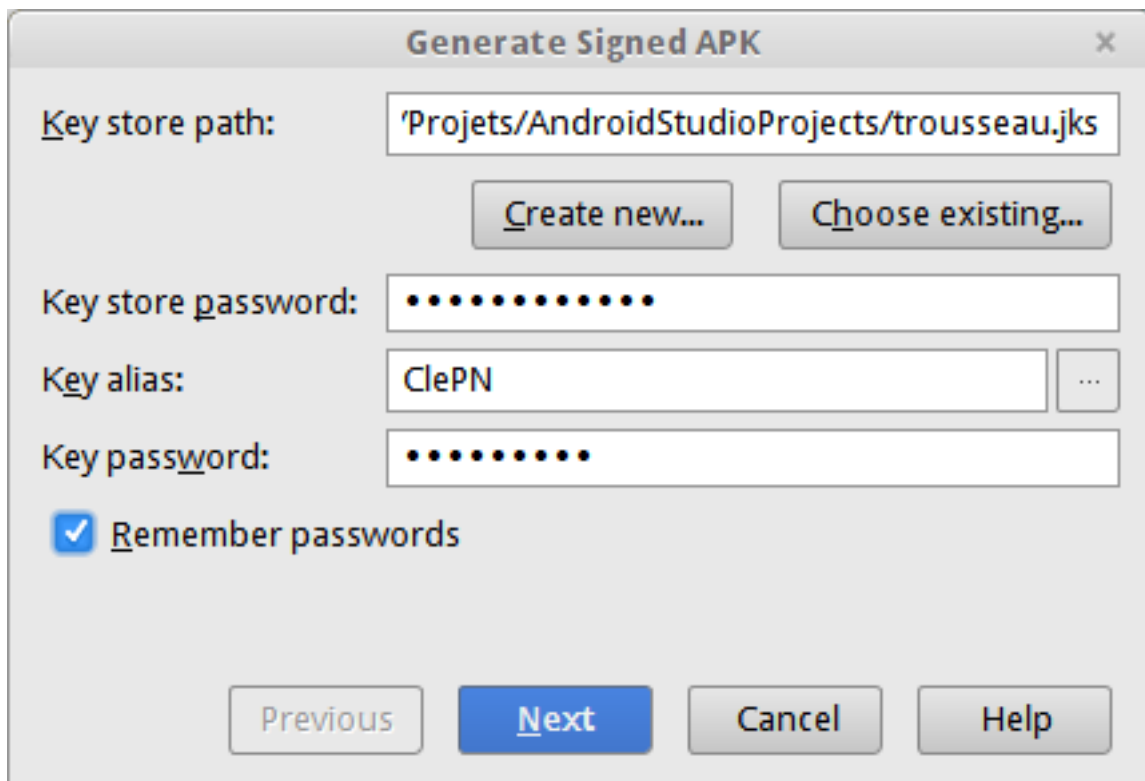 Generate Signed APK ×
Key store path: /Projets/AndroidStudioProjects/trousseau.jks
Create new... Choose existing...
Key store password: ••••••••••••
Key alias: ClePN ...
Key password: •••••••••
Remember passwords
Previous Next Cancel Help